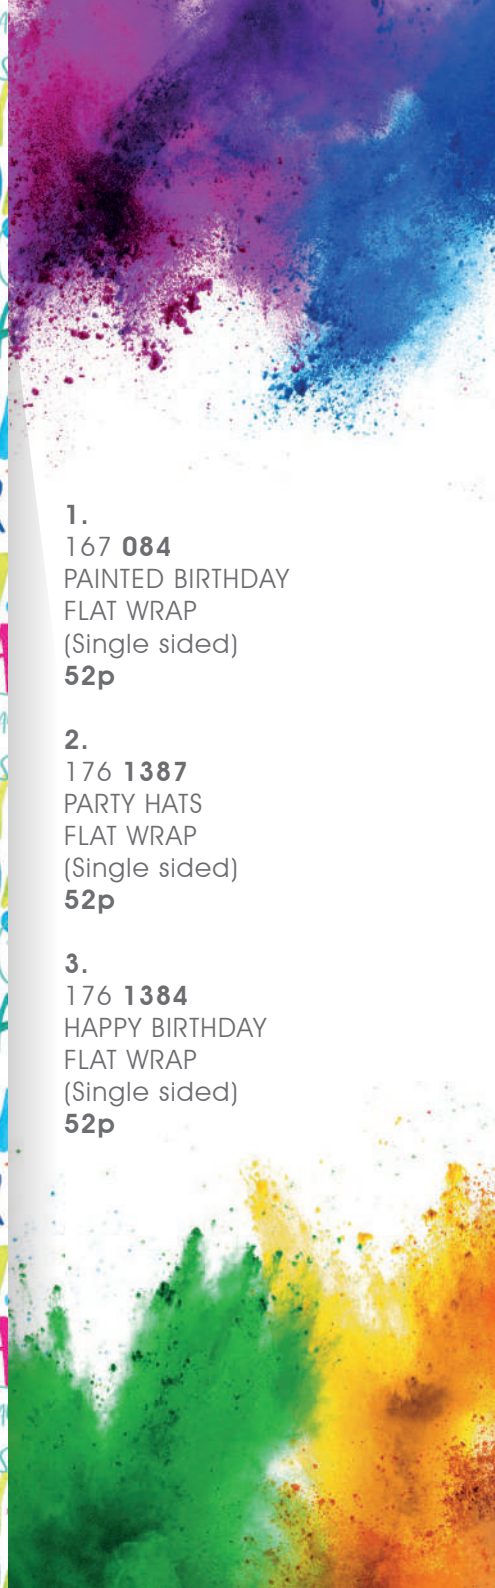 1.
167 084
PAINTED BIRTHDAY
FLAT WRAP
(Single sided)
52p
2.
176 1387
PARTY HATS
FLAT WRAP
(Single sided)
52p
3.
176 1384
HAPPY BIRTHDAY
FLAT WRAP
(Single sided)
52p